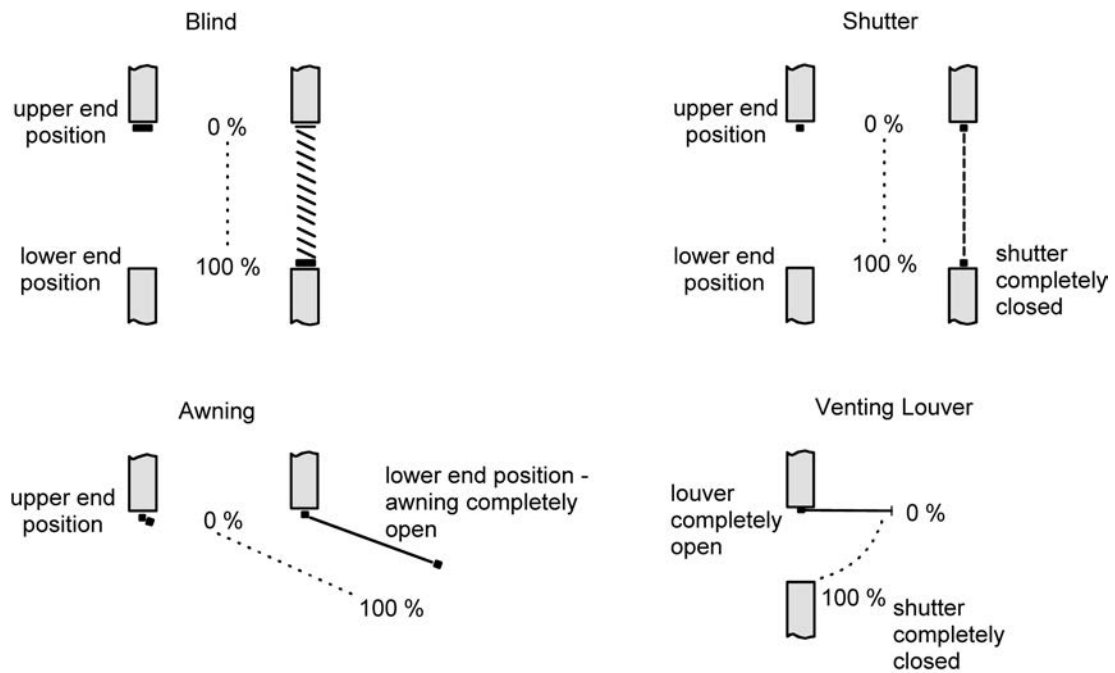 Blind
upper end
position
0 %
lower end
position
100 %
Shutter
upper end
position
0 %
lower end
position
100 %
shutter
completely
closed
Awning
upper end
position
0 %
lower end position -
awning completely
open
100 %
Venting Louver
louver
completely
open
0 %
100 %
shutter
completely
closed